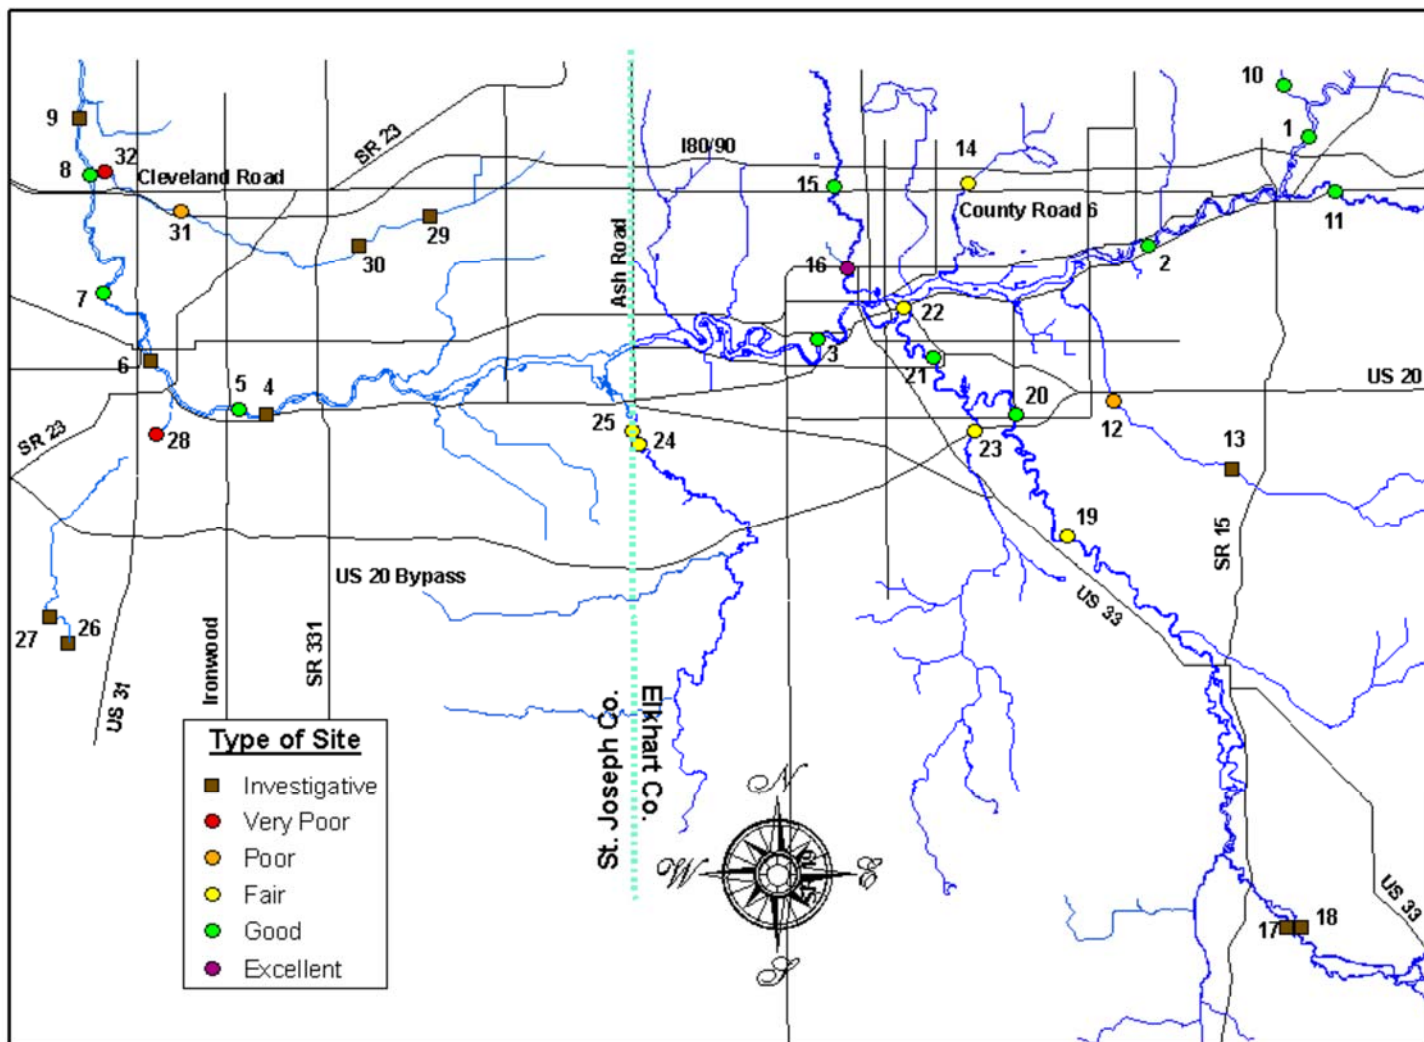 10
9
1
32
SR 23
I80/90
14
8
Cleveland Road
15
County Road 6
11
31
29
30
2
16
Ash Road
7
22
3
6
21
US 20
5
4
20
12
SR 23
25
24
23
13
28
19
SR 15
US 20 Bypass
US 33
27
26
Ironwood
SR 331
US 31
St. Joseph Co.
Elkhart Co.
Type of Site
Investigative
Very Poor
Poor
Fair
Good
Excellent
N
W
E
S
US 33
17
18